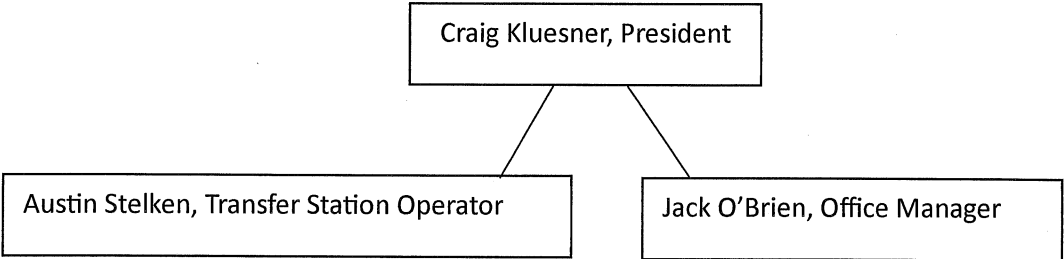 Craig Kluesner, President
Austin Stelken, Transfer Station Operator
Jack O’Brien, Office Manager